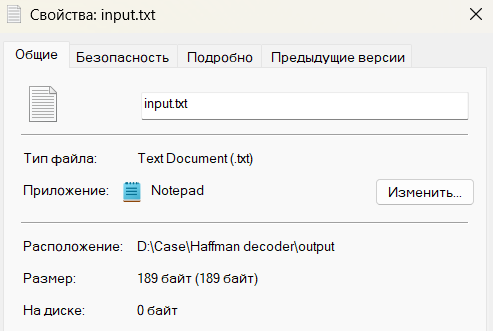 Свойства: input.txt
Общие Безопасность Подробно Предыдущие версии
input.txt
Тип файла: Text Document (.txt)
Приложение: Notepad Изменить...
Расположение: D:\Case\Haffman decoder\output
Размер: 189 байт (189 байт)
На диске: 0 байт